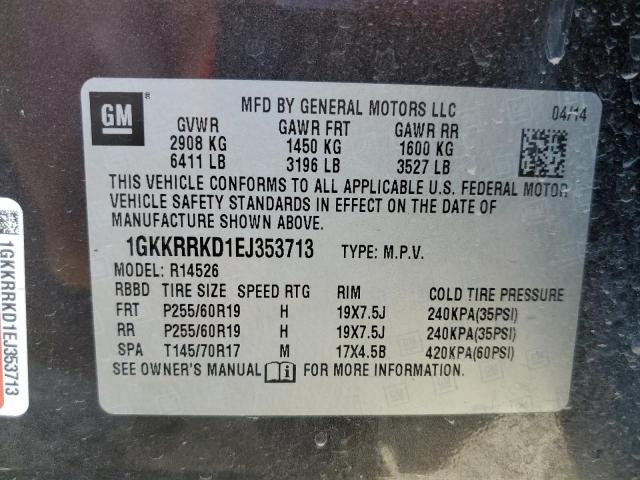 GM
MFD BY GENERAL MOTORS LLC
04/14
GVWR GAWR FRT GAWR RR
2908 KG 1450 KG 1600 KG
6411 LB 3196 LB 3527 LB
THIS VEHICLE CONFORMS TO ALL APPLICABLE U.S. FEDERAL MOTOR
VEHICLE SAFETY STANDARDS IN EFFECT ON THE DATE OF
MANUFACTURE SHOWN ABOVE.
1GKKRRKD1EJ353713 TYPE: M.P.V.
MODEL: R14526
RBBD TIRE SIZE SPEED RTG RIM COLD TIRE PRESSURE
FRT P255/60R19 H 19X7.5J 240KPA(35PSI)
RR P255/60R19 H 19X7.5J 240KPA(35PSI)
SPA T145/70R17 M 17X4.5B 420KPA(60PSI)
SEE OWNER'S MANUAL i FOR MORE INFORMATION.
1GKKRRKD1EJ353713